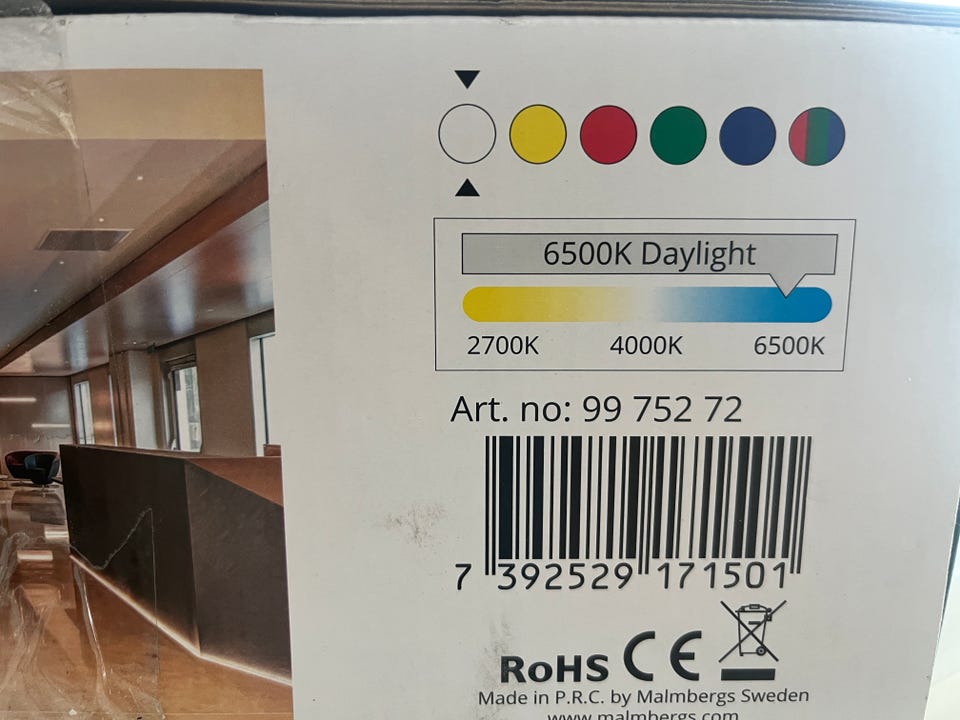 6500K Daylight
2700K 4000K 6500K
Art. no: 99 752 72
7 392529 171501
RoHS CE
Made in P.R.C. by Malmbergs Sweden
www.malmbergs.com